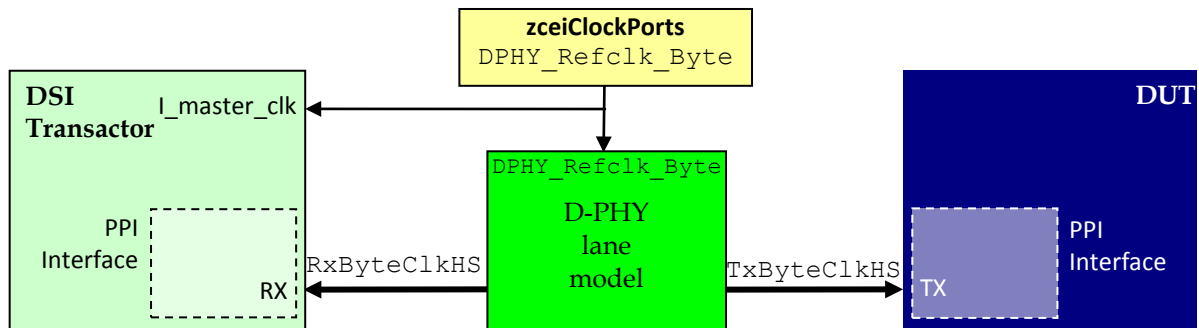 zceiClockPorts
DPHY_Refclk_Byte
DSI
Transactor
I_master_clk
DUT
DPHY_Refclk_Byte
D-PHY
lane
model
PPI
Interface
RX
RxByteClkHS
TxByteClkHS
TX
PPI
Interface